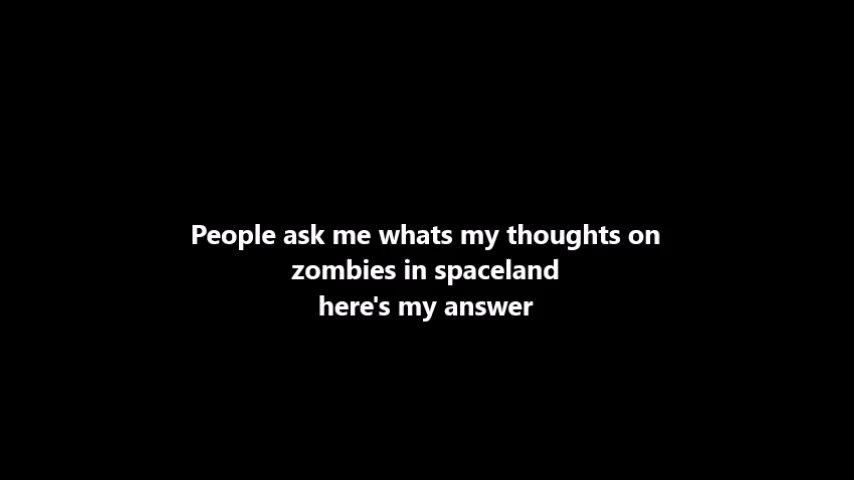 People ask me whats my thoughts on
zombies in spaceland
here's my answer